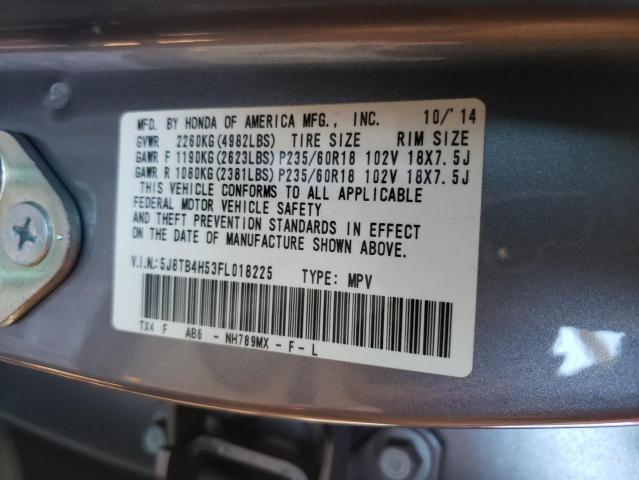 MFD. BY HONDA OF AMERICA MFG., INC. 10/'14
GVWR 2260KG(4982LBS) TIRE SIZE RIM SIZE
GAWR F 1190KG(2623LBS) P235/60R18 102V 18X7.5J
GAWR R 1080KG(2381LBS) P235/60R18 102V 18X7.5J
THIS VEHICLE CONFORMS TO ALL APPLICABLE
FEDERAL MOTOR VEHICLE SAFETY
AND THEFT PREVENTION STANDARDS IN EFFECT
ON THE DATE OF MANUFACTURE SHOWN ABOVE.
V.I.N.: 5J8TB4H53FL018225 TYPE: MPV
TX4 F AB6 - NH789MX - F - L